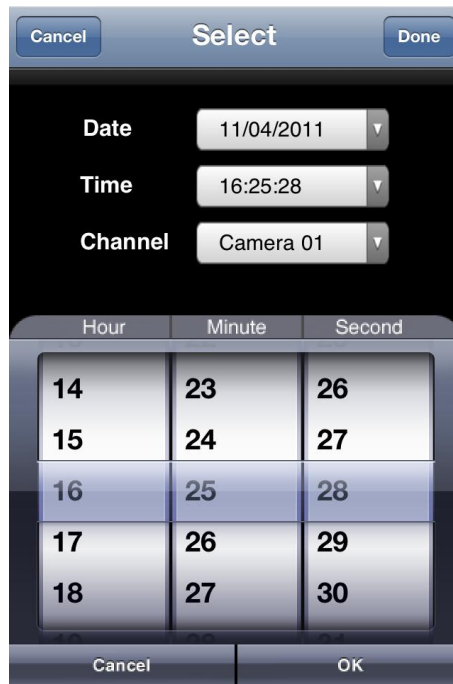 Cancel Select Done
Date 11/04/2011
Time 16:25:28
Channel Camera 01
Hour Minute Second
14 23 26
15 24 27
16 25 28
17 26 29
18 27 30
Cancel OK